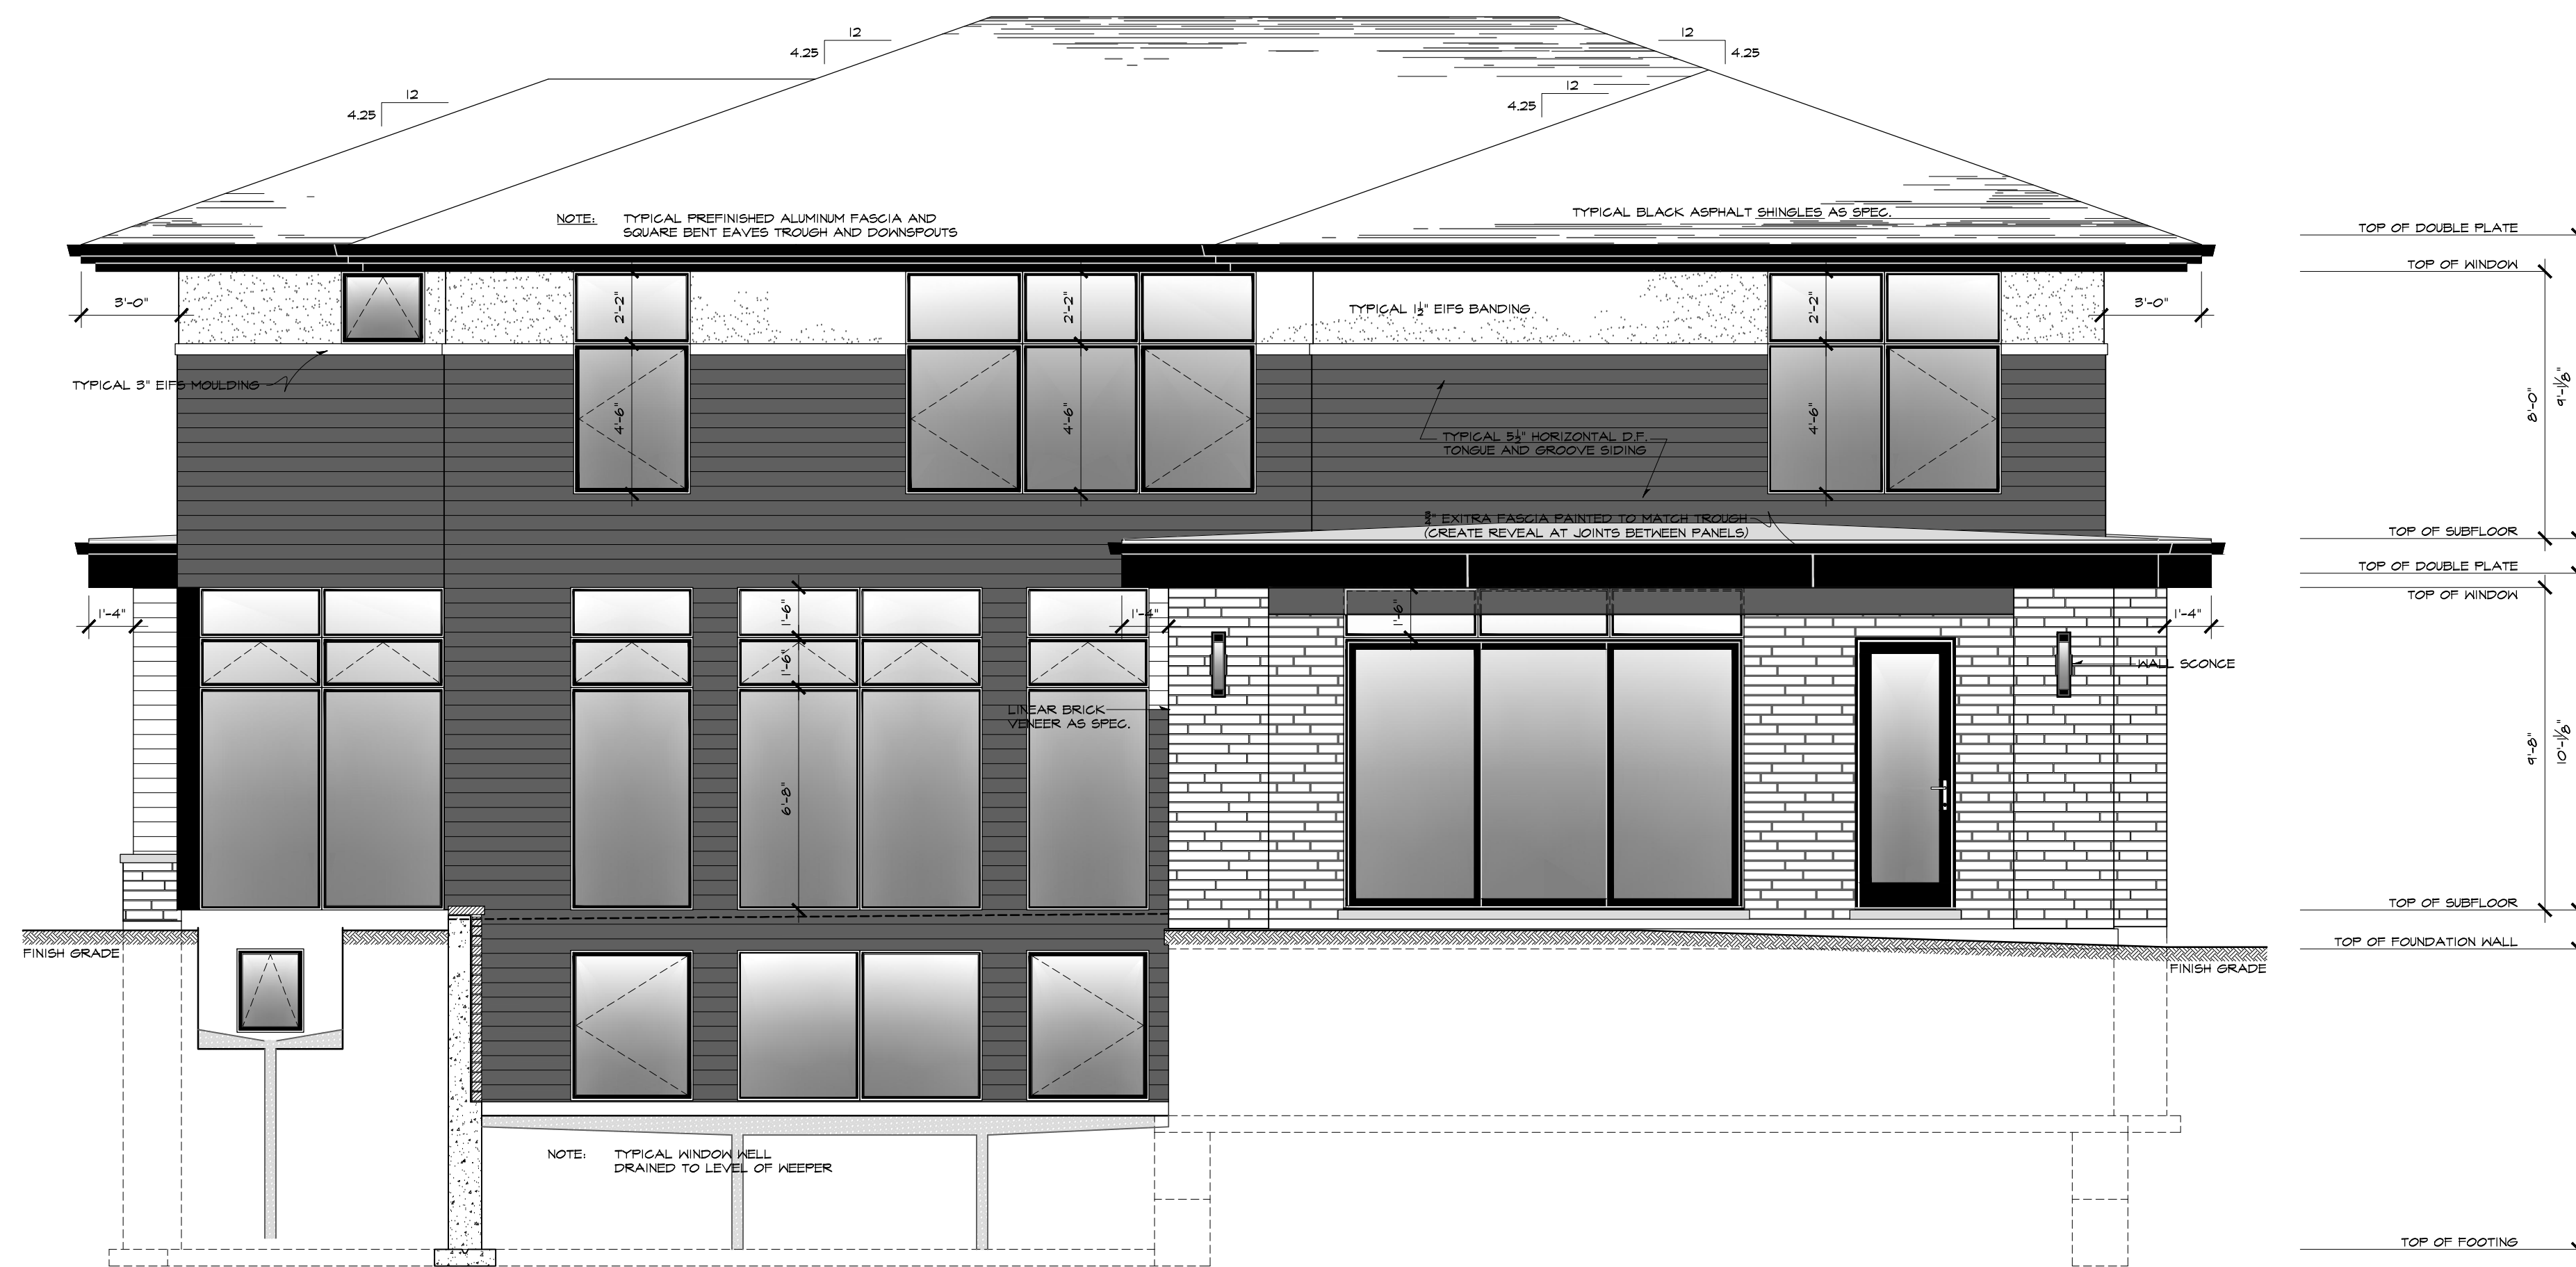 12
12
4.25
4.25
12
4.25
12
4.25
NOTE: TYPICAL PREFINISHED ALUMINUM FASCIA AND
SQUARE BENT EAVES TROUGH AND DOWNSPOUTS
TYPICAL BLACK ASPHALT SHINGLES AS SPEC.
TOP OF DOUBLE PLATE
TOP OF WINDOW
3'-0"
2'-2"
2'-2"
TYPICAL 1½" EIFS BANDING
2'-2"
3'-0"
TYPICAL 3" EIFS MOULDING
4'-6"
4'-6"
4'-6"
8'-0"
9'-1⅛"
TYPICAL 5½" HORIZONTAL D.F.
TONGUE AND GROOVE SIDING
EXITRA FASCIA PAINTED TO MATCH TROUGH
(CREATE REVEAL AT JOINTS BETWEEN PANELS)
TOP OF SUBFLOOR
TOP OF DOUBLE PLATE
TOP OF WINDOW
1'-4"
1'-6"
1'-4"
1'-6"
1'-4"
1'-6"
WALL SCONCE
LINEAR BRICK
VENEER AS SPEC.
6'-8"
9'-8"
10'-1⅛"
TOP OF SUBFLOOR
FINISH GRADE
TOP OF FOUNDATION WALL
FINISH GRADE
NOTE: TYPICAL WINDOW WELL
DRAINED TO LEVEL OF WEEPER
TOP OF FOOTING